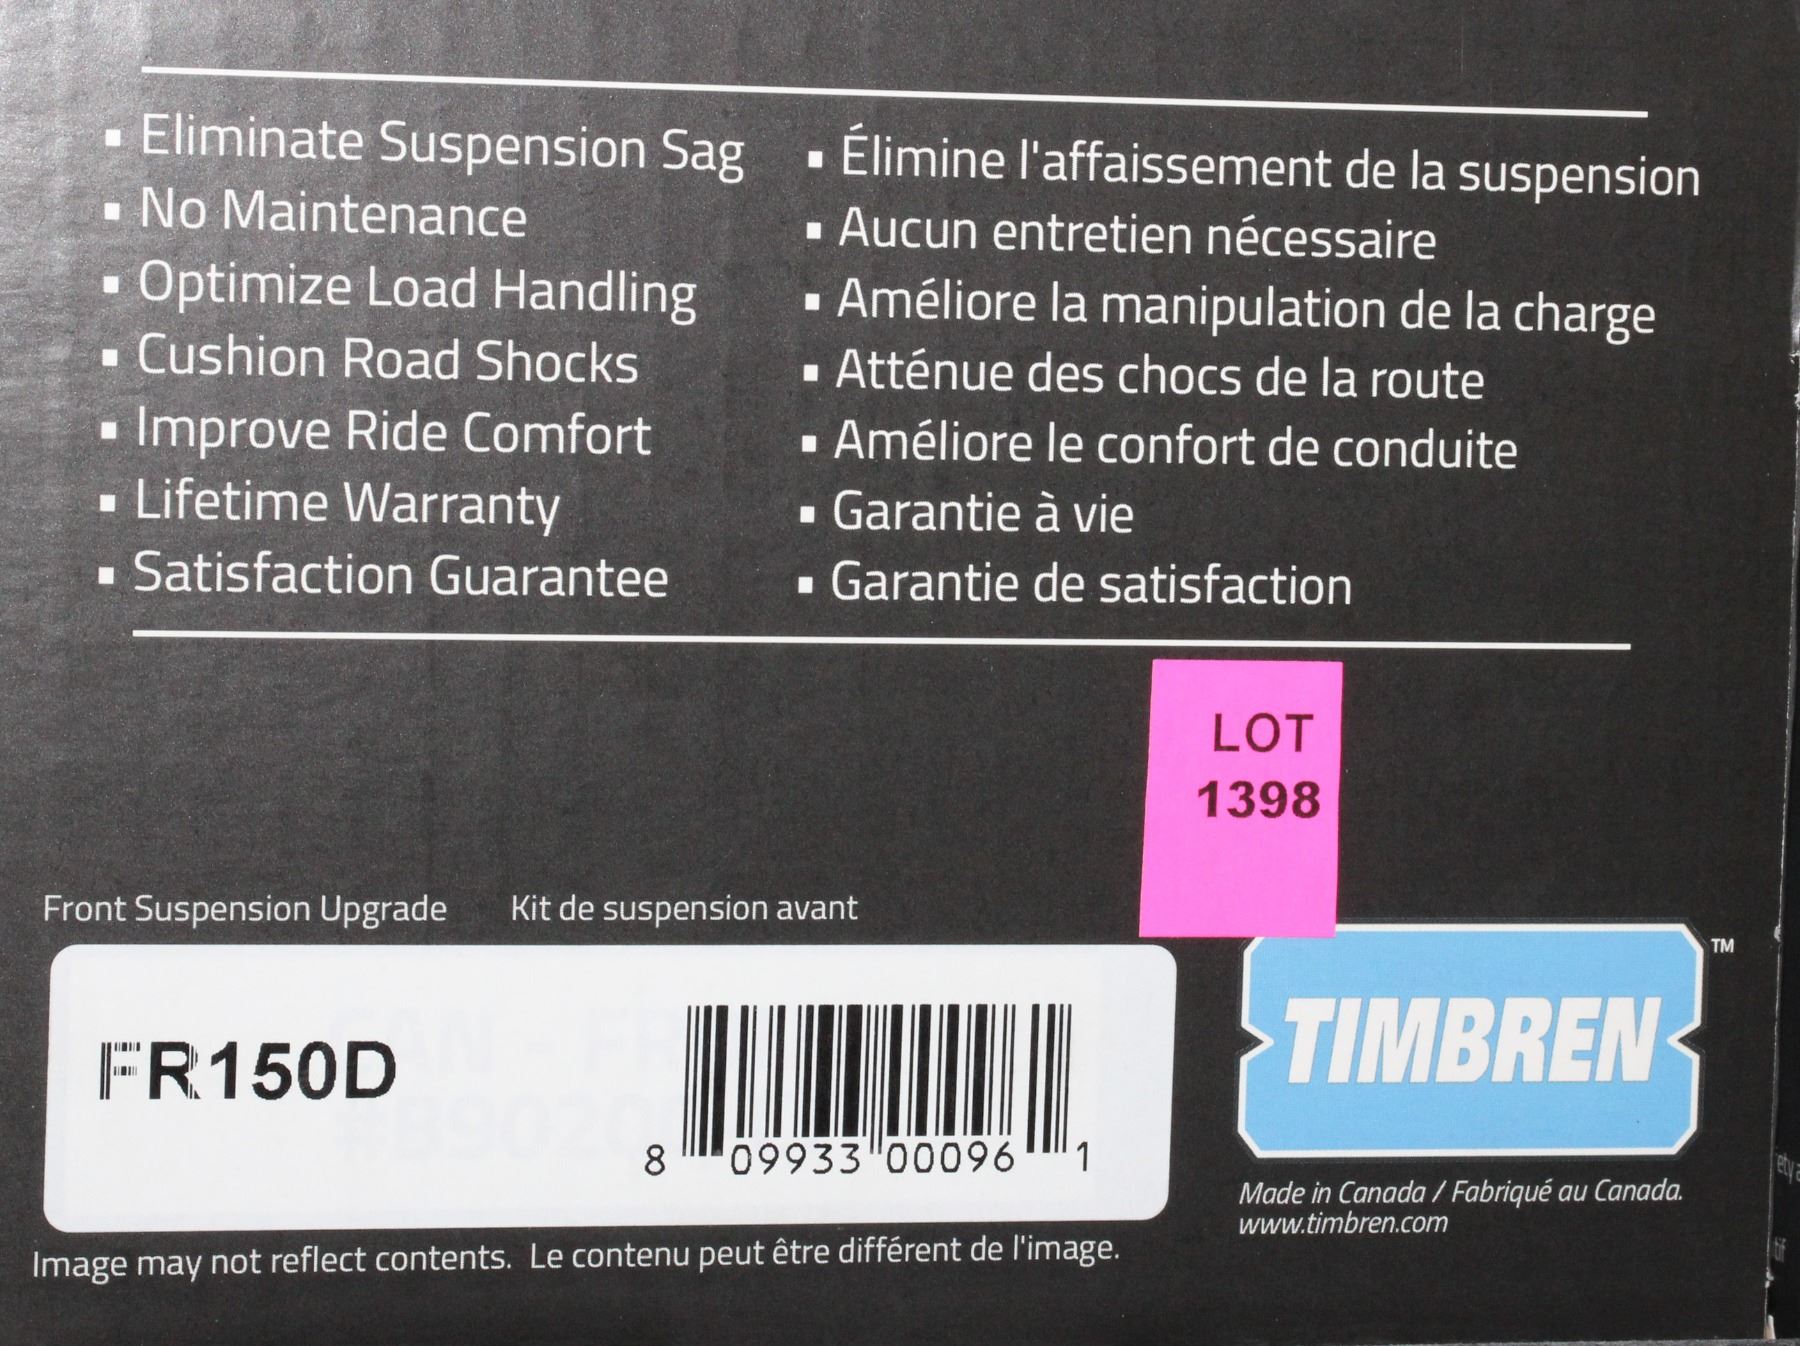 ▪ Eliminate Suspension Sag
▪ No Maintenance
▪ Optimize Load Handling
▪ Cushion Road Shocks
▪ Improve Ride Comfort
▪ Lifetime Warranty
▪ Satisfaction Guarantee
▪ Élimine l'affaissement de la suspension
▪ Aucun entretien nécessaire
▪ Améliore la manipulation de la charge
▪ Atténue des chocs de la route
▪ Améliore le confort de conduite
▪ Garantie à vie
▪ Garantie de satisfaction
LOT
1398
Front Suspension Upgrade
Kit de suspension avant
FR150D
8 09933 00096 1
TIMBREN™
Made in Canada / Fabriqué au Canada.
www.timbren.com
Image may not reflect contents. Le contenu peut être différent de l'image.